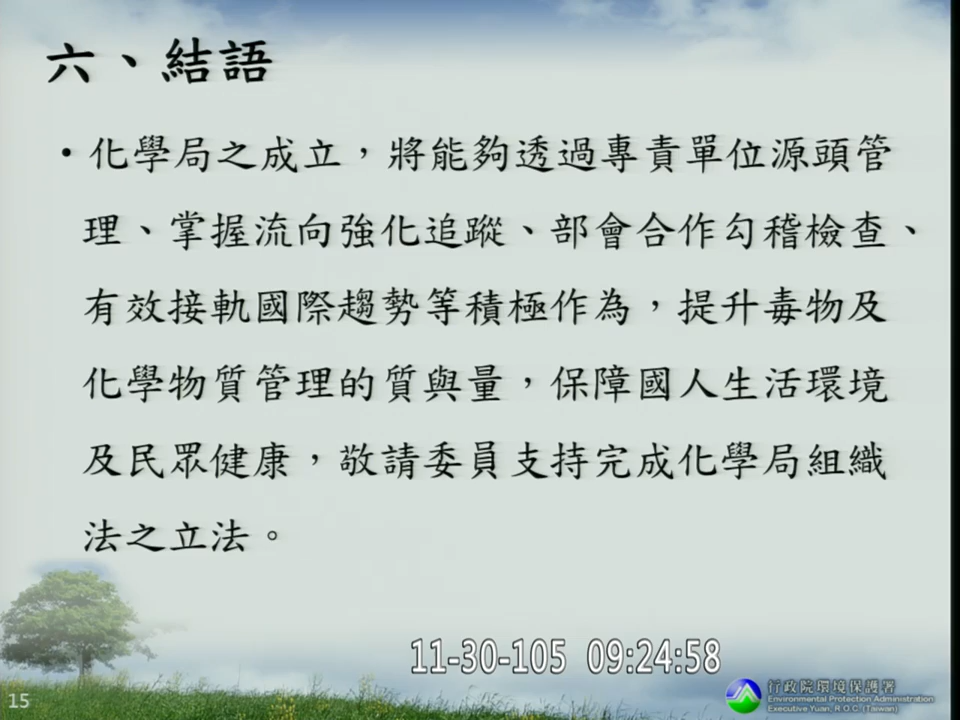 六、結語
•化學局之成立，將能夠透過專責單位源頭管
理、掌握流向強化追蹤、部會合作勾稽檢查、
有效接軌國際趨勢等積極作為，提升毒物及
化學物質管理的質與量，保障國人生活環境
及民眾健康，敬請委員支持完成化學局組織
法之立法。
11-30-105 09:24:58
行政院環境保護署
Environmental Protection Administration
Executive Yuan, R.O.C. (Taiwan)
15